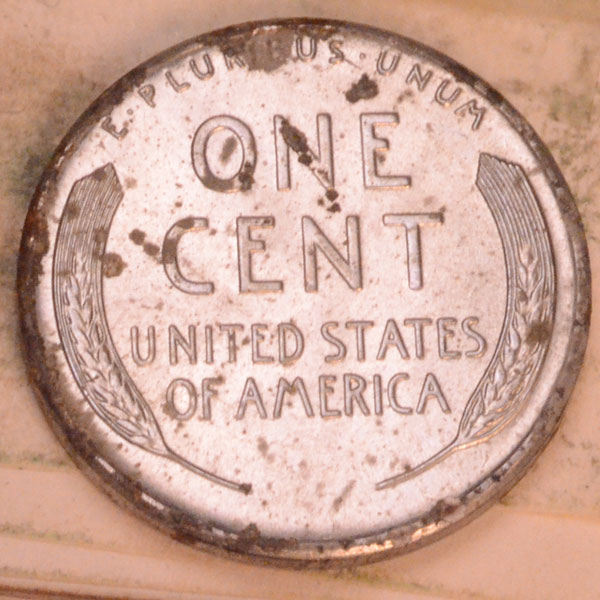 E·PLURIBUS·UNUM
ONE
CENT
UNITED STATES
OF AMERICA